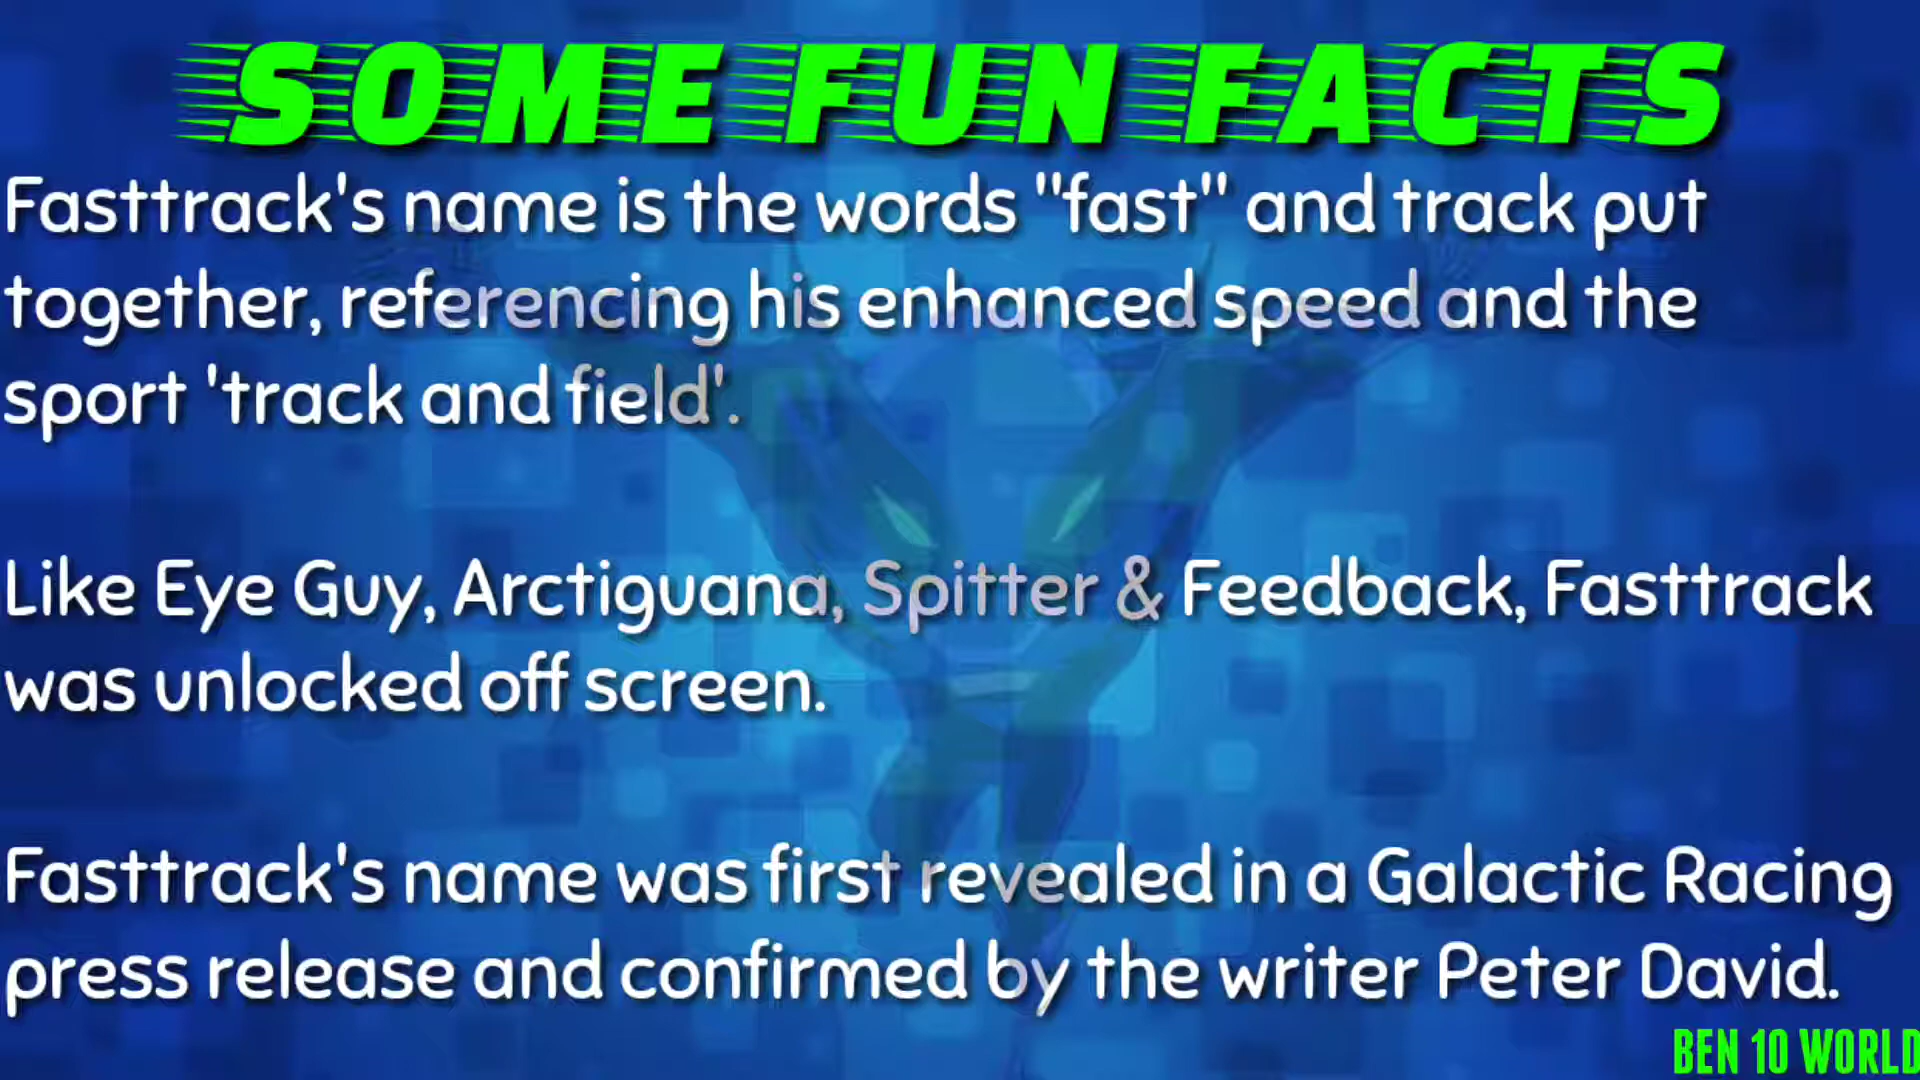 SOME FUN FACTS
Fasttrack's name is the words "fast" and track put
together, referencing his enhanced speed and the
sport 'track and field'.
Like Eye Guy, Arctiguana, Spitter & Feedback, Fasttrack
was unlocked off screen.
Fasttrack's name was first revealed in a Galactic Racing
press release and confirmed by the writer Peter David.
BEN 10 WORLD